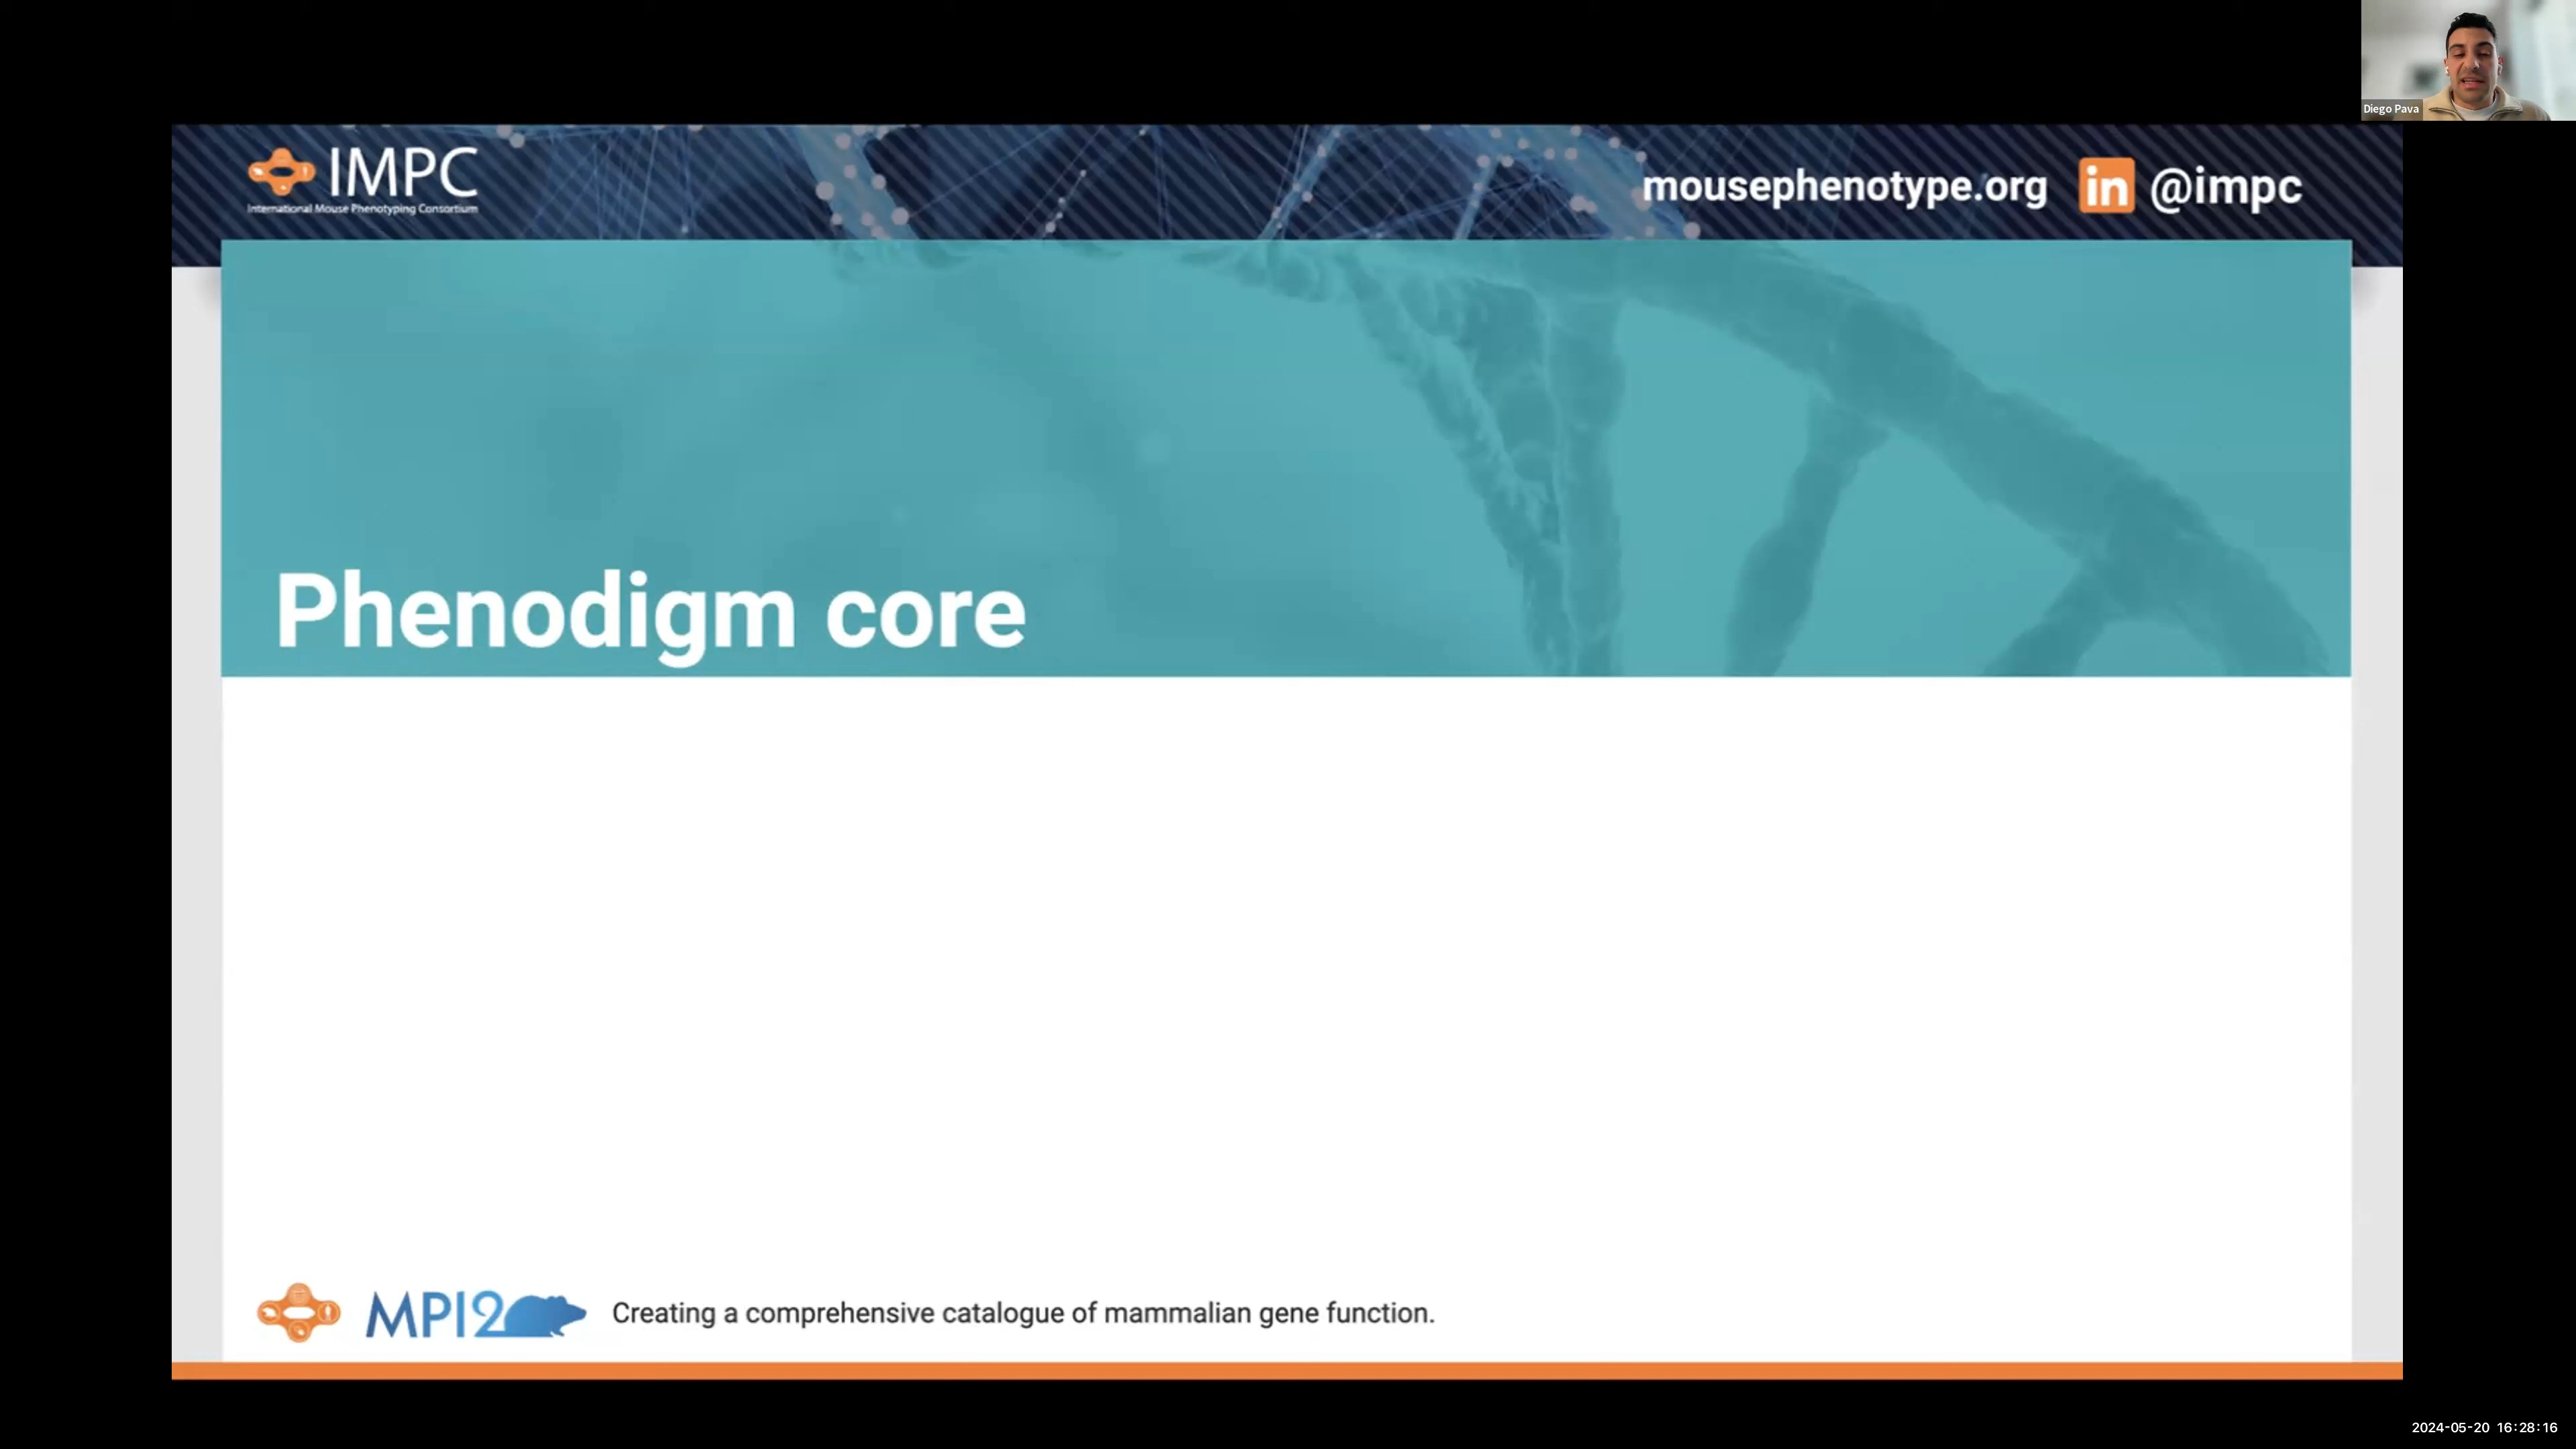 Diego Pava
IMPC
International Mouse Phenotyping Consortium
mousephenotype.org in @impc
Phenodigm core
MPI2 Creating a comprehensive catalogue of mammalian gene function.
2024-05-20 16:28:16